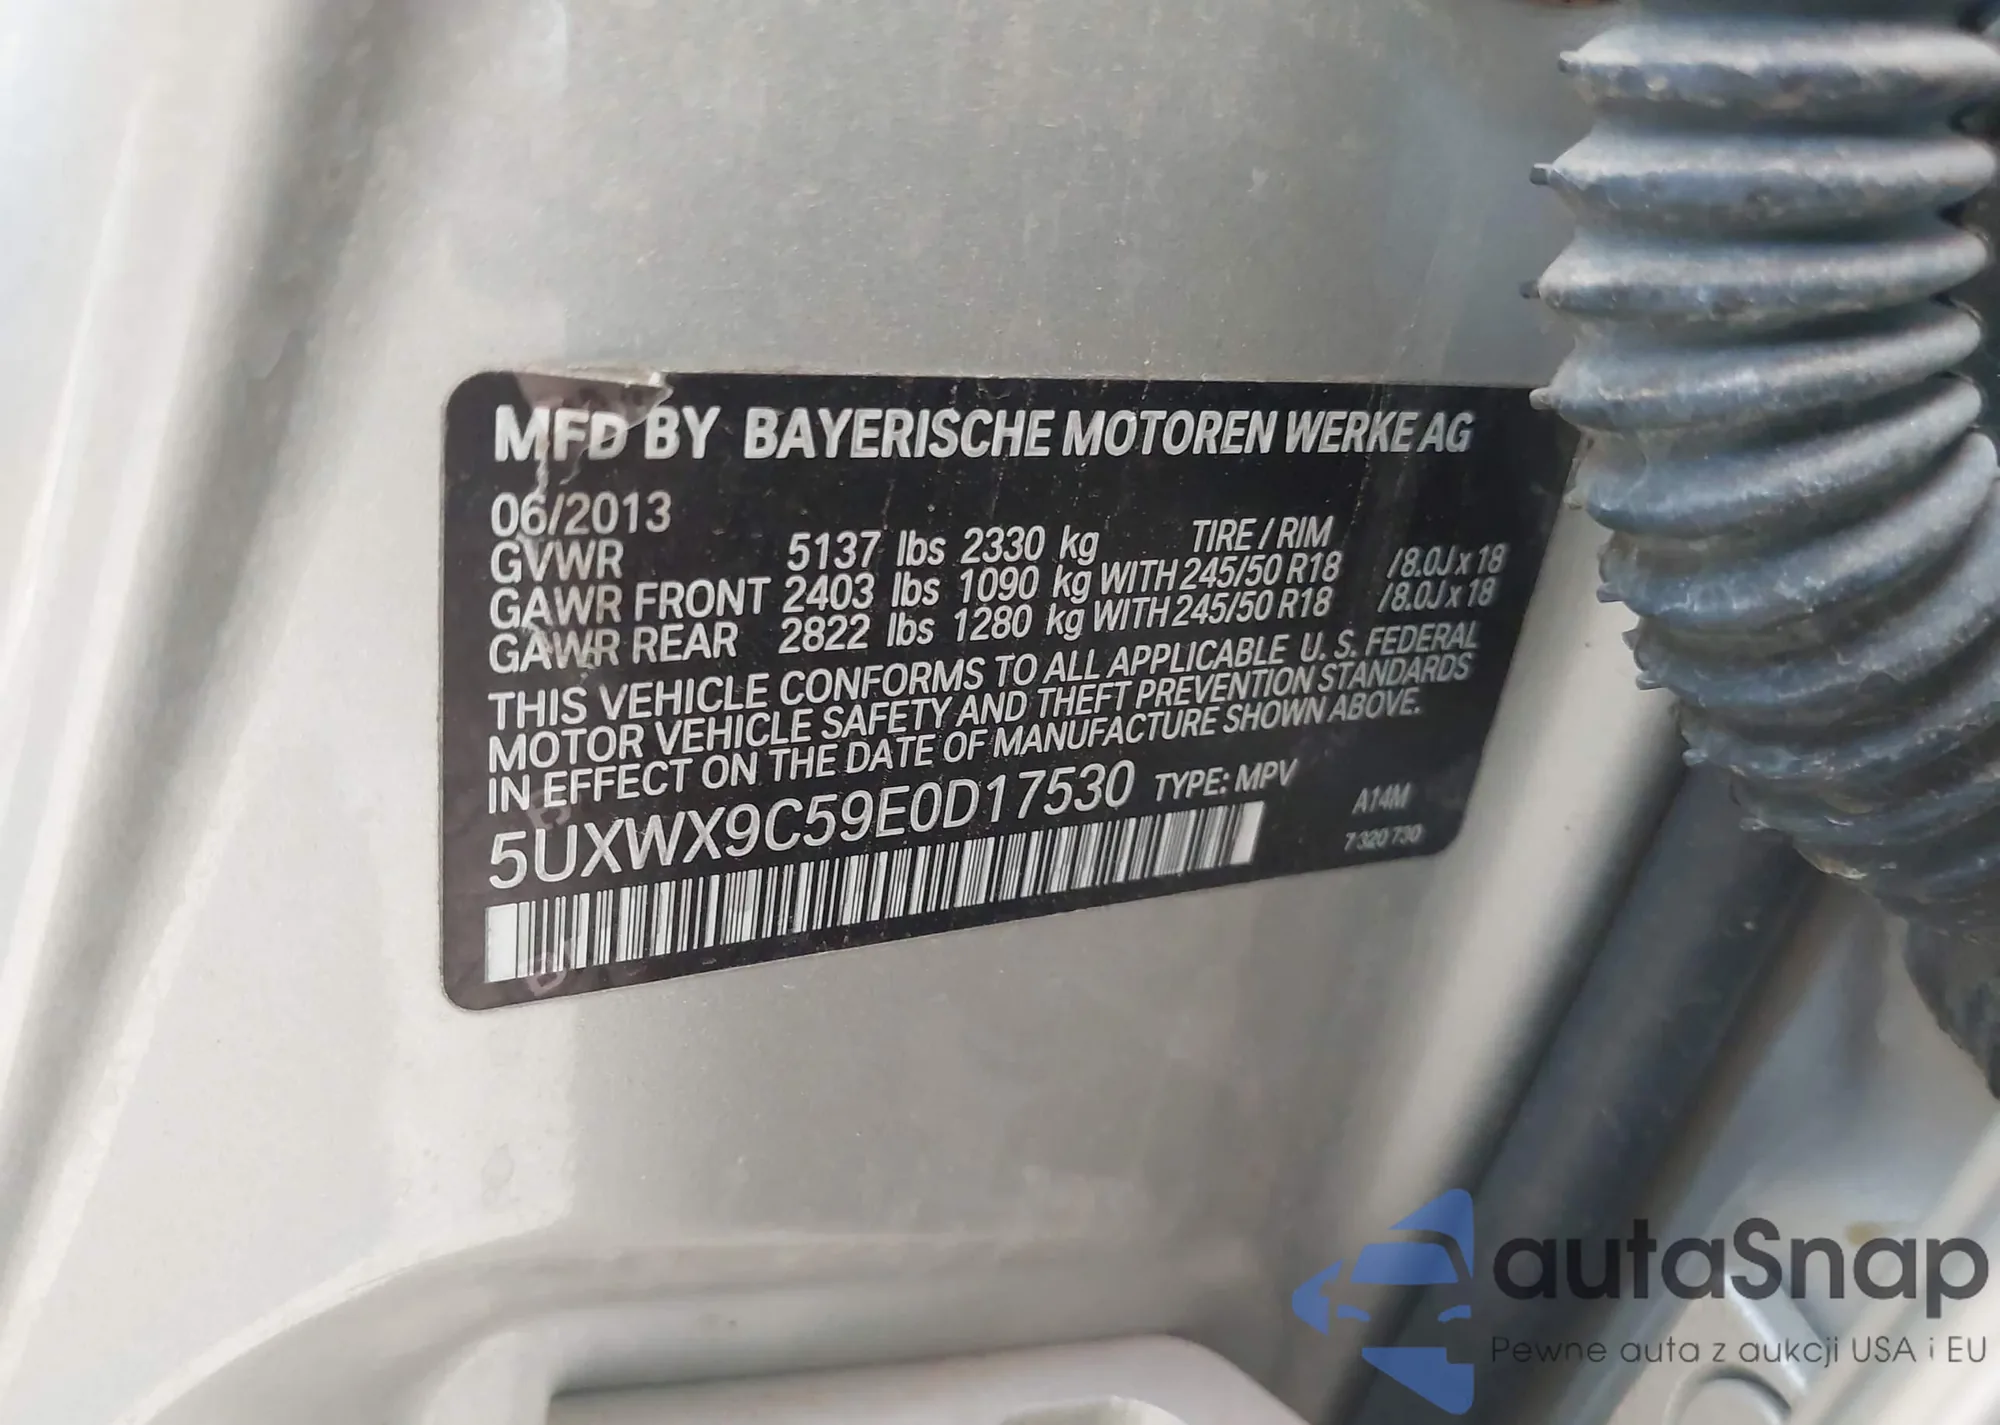 MFD BY BAYERISCHE MOTOREN WERKE AG
06/2013
GVWR 5137 lbs 2330 kg TIRE / RIM
GAWR FRONT 2403 lbs 1090 kg WITH 245/50 R18 /8.0J x 18
GAWR REAR 2822 lbs 1280 kg WITH 245/50 R18 /8.0J x 18
THIS VEHICLE CONFORMS TO ALL APPLICABLE U. S. FEDERAL
MOTOR VEHICLE SAFETY AND THEFT PREVENTION STANDARDS
IN EFFECT ON THE DATE OF MANUFACTURE SHOWN ABOVE.
5UXWX9C59E0D17530 TYPE: MPV
A14M
7 320 730
autaSnap
Pewne auta z aukcji USA i EU